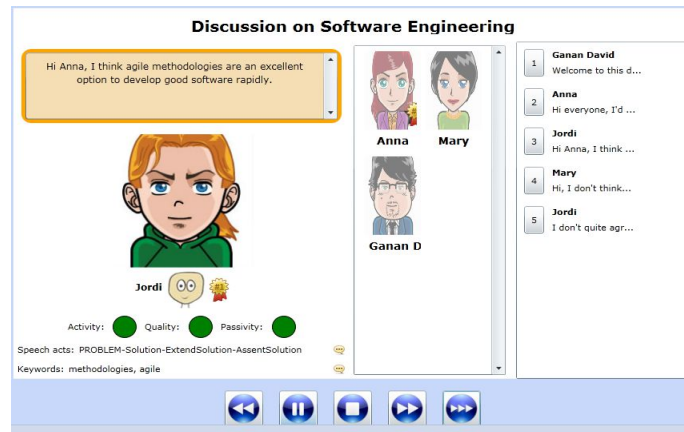 Discussion on Software Engineering
Hi Anna, I think agile methodologies are an excellent
option to develop good software rapidly.
Jordi
#1
Activity:
Quality:
Passivity:
Speech acts: PROBLEM-Solution-ExtendSolution-AssentSolution
Keywords: methodologies, agile
Anna
Mary
Ganan D
1
Ganan David
Welcome to this d...
2
Anna
Hi everyone, I'd ...
3
Jordi
Hi Anna, I think ...
4
Mary
Hi, I don't think...
5
Jordi
I don't quite agr...